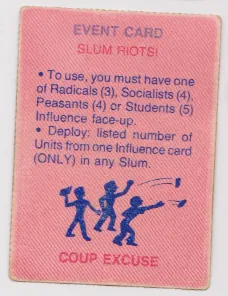 EVENT CARD
SLUM RIOTS!
• To use, you must have one
of Radicals (3), Socialists (4),
Peasants (4) or Students (5)
Influence face-up.
• Deploy: listed number of
Units from one Influence card
(ONLY) in any Slum.
COUP EXCUSE